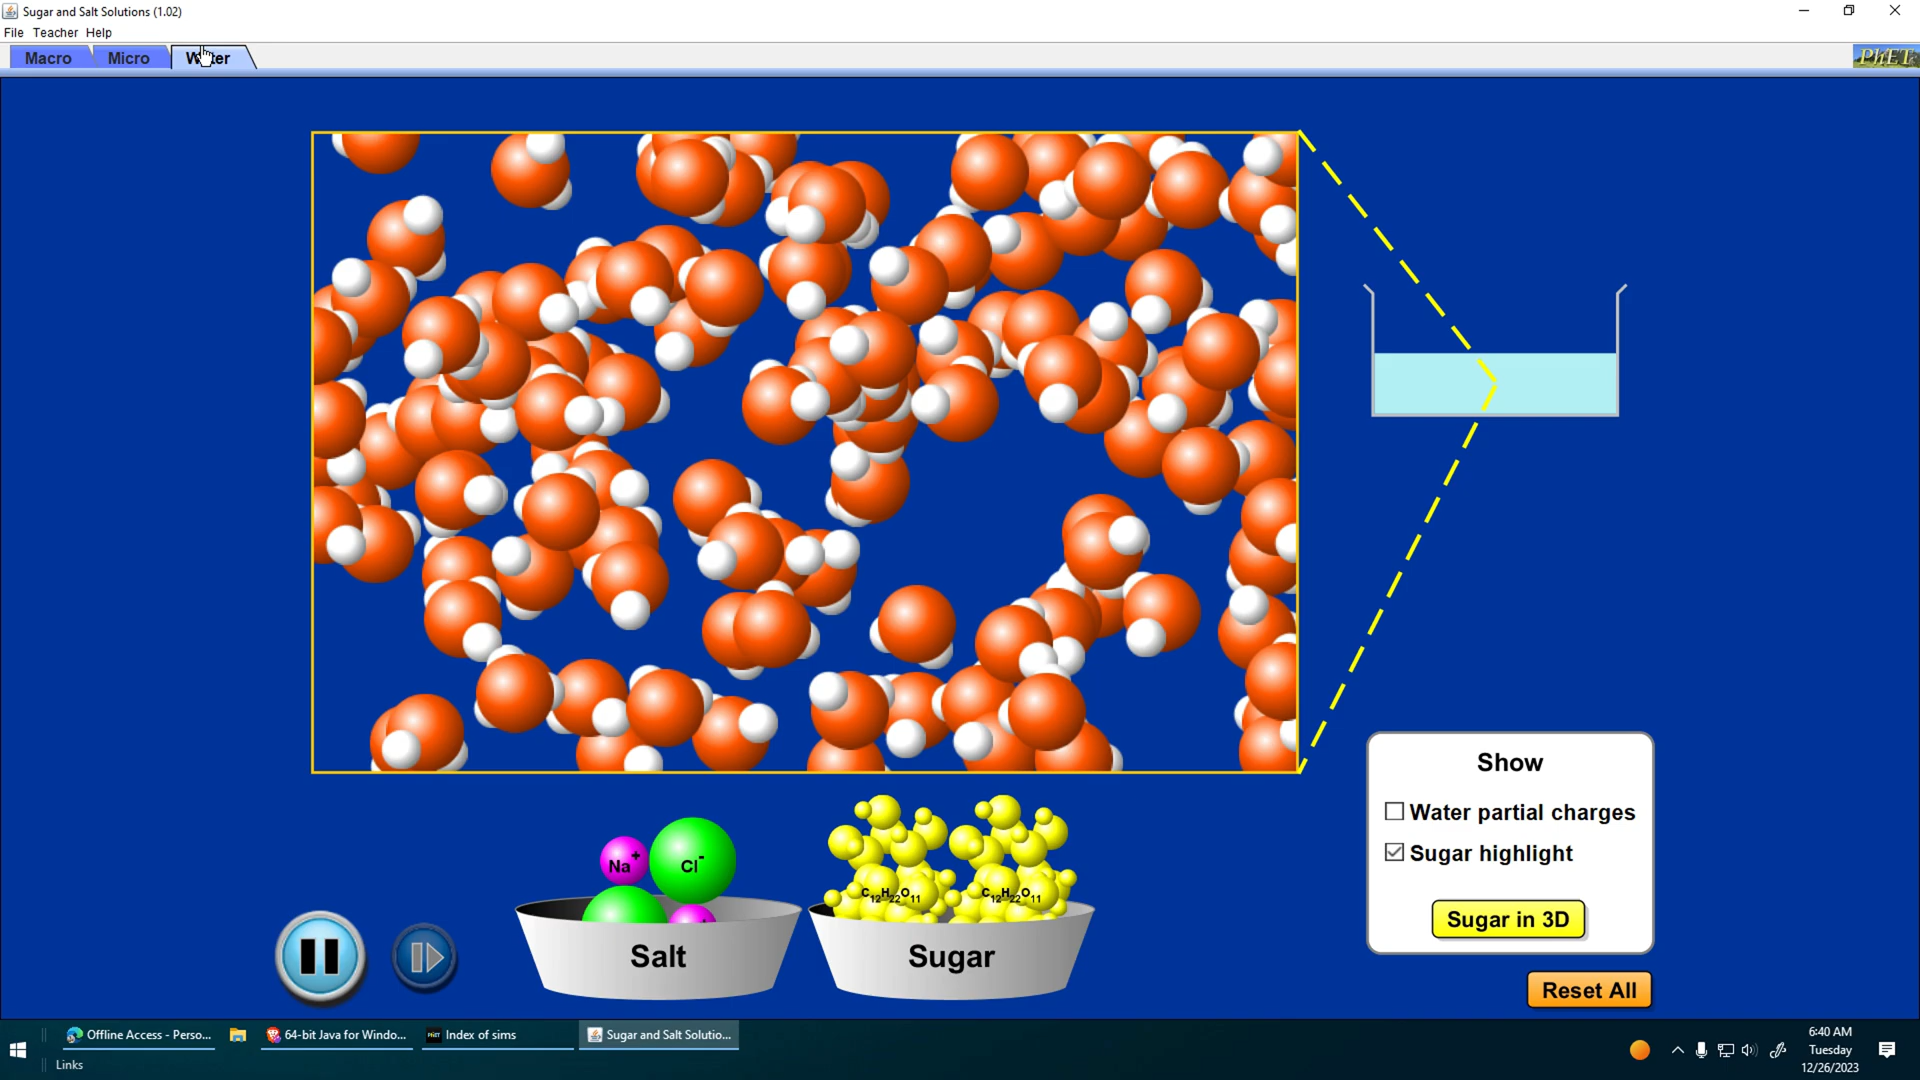 Sugar and Salt Solutions (1.02)
File Teacher Help
Macro Micro Water
PhET
Show
Water partial charges
Sugar highlight
Sugar in 3D
Reset All
Na+ Cl-
C12H22O11 C12H22O11
Salt Sugar
Offline Access - Perso... 64-bit Java for Windo... Index of sims Sugar and Salt Solutio...
Links
6:40 AM
Tuesday
12/26/2023